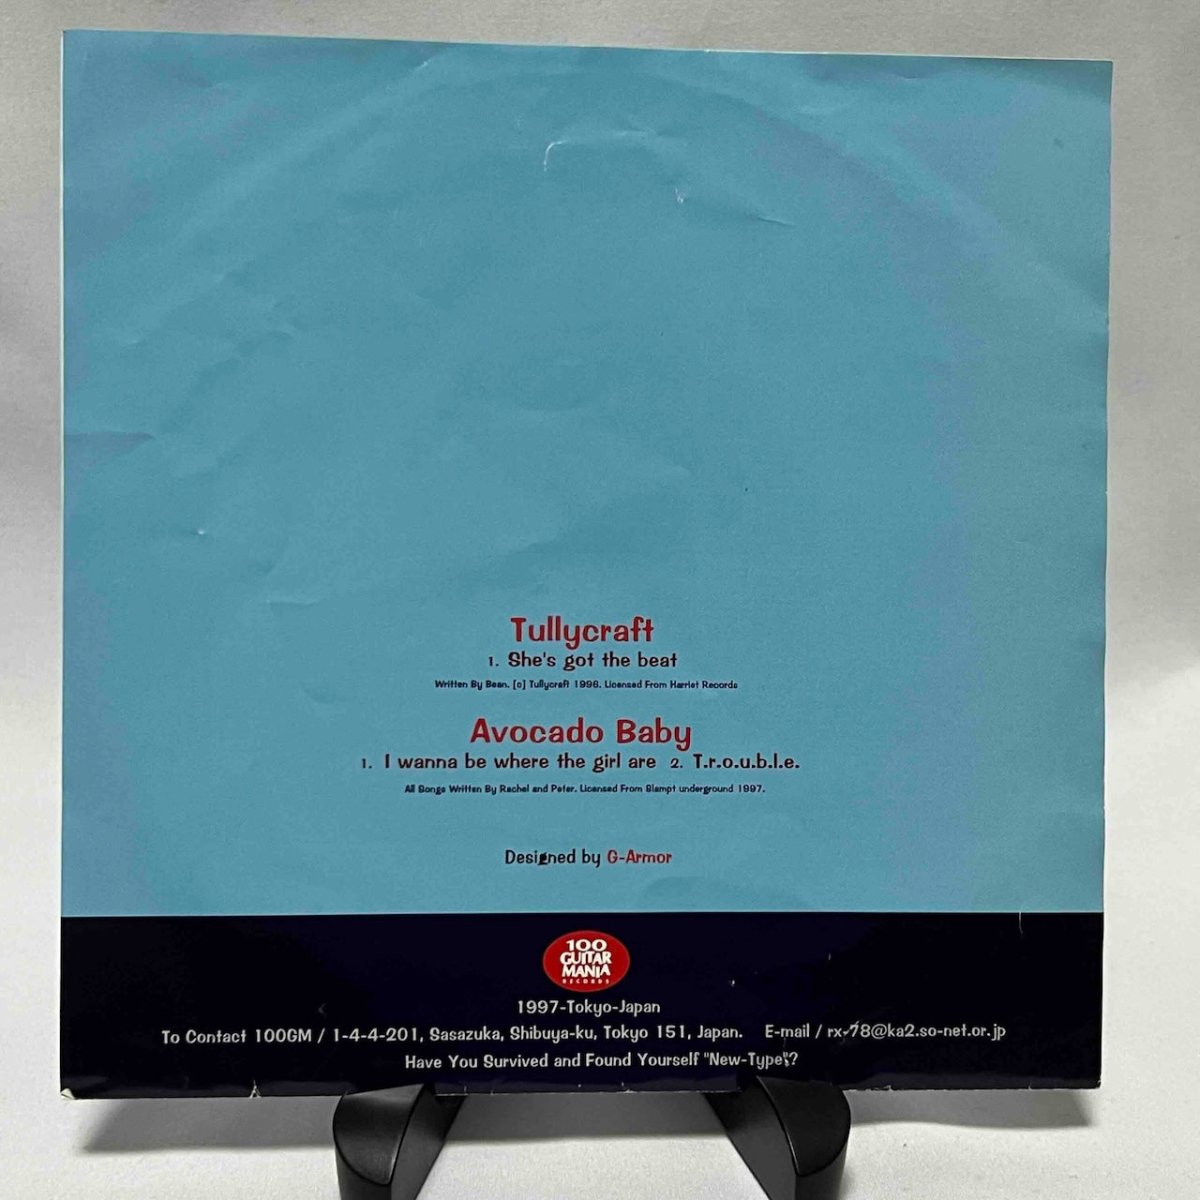 Tullycraft
1. She's got the beat
Written By Bean. [c] Tullycraft 1996. Licensed From Harriet Records
Avocado Baby
1. I wanna be where the girl are 2. T.r.o.u.b.l.e.
All Songs Written By Rachel and Peter. Licensed From Slampt underground 1997.
Designed by G-Armor
100
GUITAR
MANIA
RECORDS
1997-Tokyo-Japan
To Contact 100GM / 1-4-4-201, Sasazuka, Shibuya-ku, Tokyo 151, Japan. E-mail / rx-78@ka2.so-net.or.jp
Have You Survived and Found Yourself "New-Type"?